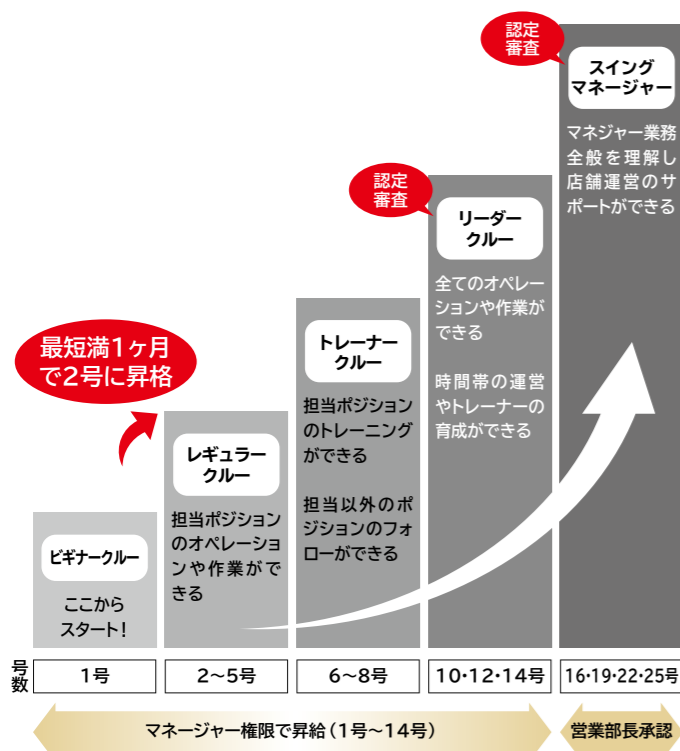 認定
審査
スイング
マネージャー
マネジャー業務
全般を理解し
店舗運営のサ
ポートができる
認定
審査
リーダー
クルー
全てのオペレー
ションや作業が
できる
時間帯の運営
やトレーナーの
育成ができる
トレーナー
クルー
担当ポジション
のトレーニング
ができる
担当以外のポ
ジションのフォ
ローができる
最短満1ヶ月
で2号に昇格
レギュラー
クルー
担当ポジション
のオペレーショ
ンや作業がで
きる
ビギナークルー
ここから
スタート!
号数
1号
2〜5号
6〜8号
10・12・14号
16・19・22・25号
マネージャー権限で昇給(1号〜14号)
営業部長承認